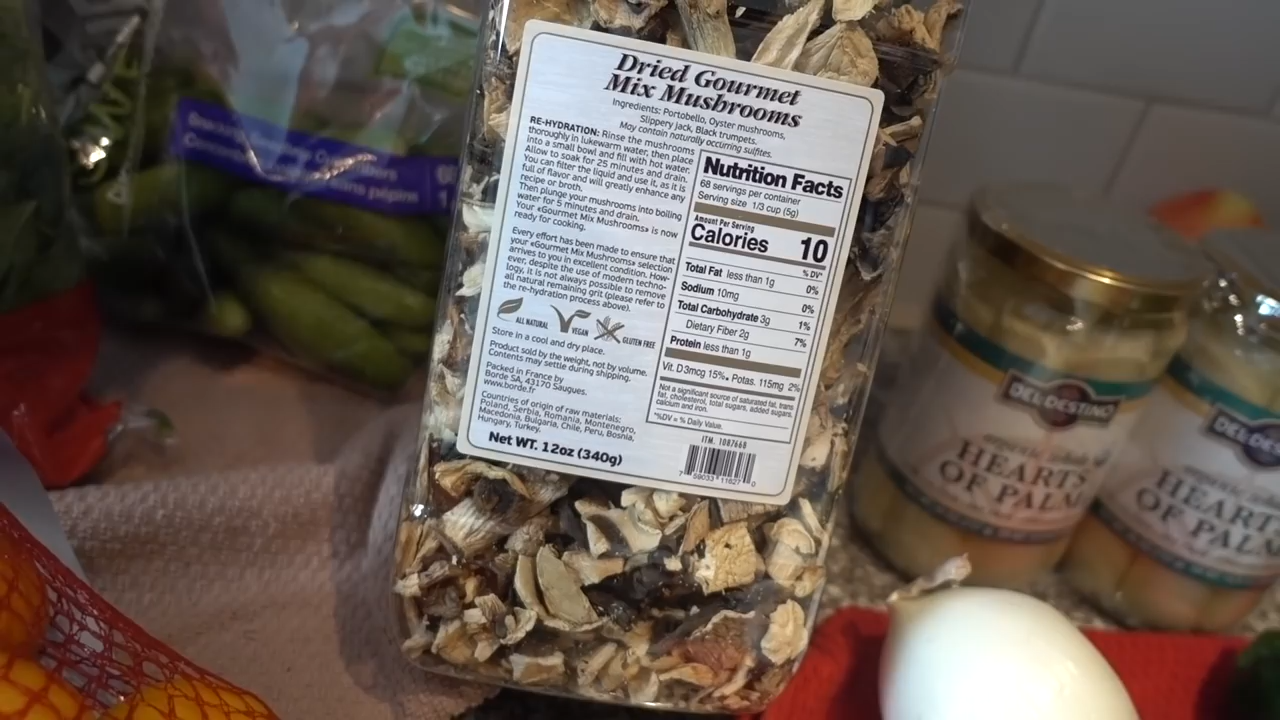 Dried Gourmet
Mix Mushrooms
Ingredients: Portobello, Oyster mushrooms,
Slippery jack, Black trumpets.
May contain naturally occurring sulfites.
RE-HYDRATION: Rinse the mushrooms
thoroughly in lukewarm water, then place
into a small bowl and fill with hot water.
Allow to soak for 25 minutes and drain.
You can filter the liquid and use it, as it is
full of flavor and will greatly enhance any
recipe or broth.
Then plunge your mushrooms into boiling
water for 5 minutes and drain.
Your «Gourmet Mix Mushrooms» is now
ready for cooking.
Every effort has been made to ensure that
your «Gourmet Mix Mushrooms» selection
arrives to you in excellent condition. How-
ever, despite the use of modern techno-
logy, it is not always possible to remove
all natural remaining grit (please refer to
the re-hydration process above).
ALL NATURAL
VEGAN
GLUTEN FREE
Store in a cool and dry place.
Product sold by the weight, not by volume.
Contents may settle during shipping.
Packed in France by
Borde SA, 43170 Saugues.
www.borde.fr
Countries of origin of raw materials:
Poland, Serbia, Romania, Montenegro,
Macedonia, Bulgaria, Chile, Peru, Bosnia,
Hungary, Turkey.
Net WT. 12oz (340g)
Nutrition Facts
68 servings per container
Serving size 1/3 cup (5g)
Amount Per Serving
Calories 10
% DV*
Total Fat less than 1g 0%
Sodium 10mg 0%
Total Carbohydrate 3g 1%
Dietary Fiber 2g 7%
Protein less than 1g
Vit. D 3mcg 15% • Potas. 115mg 2%
Not a significant source of saturated fat, trans
fat, cholesterol, total sugars, added sugars,
calcium and iron.
*%DV = % Daily Value.
ITM. 1087668
7 59033 11627 0
DEL DESTINO
HEARTS
OF PALM
DEL DESTINO
HEARTS
OF PALM